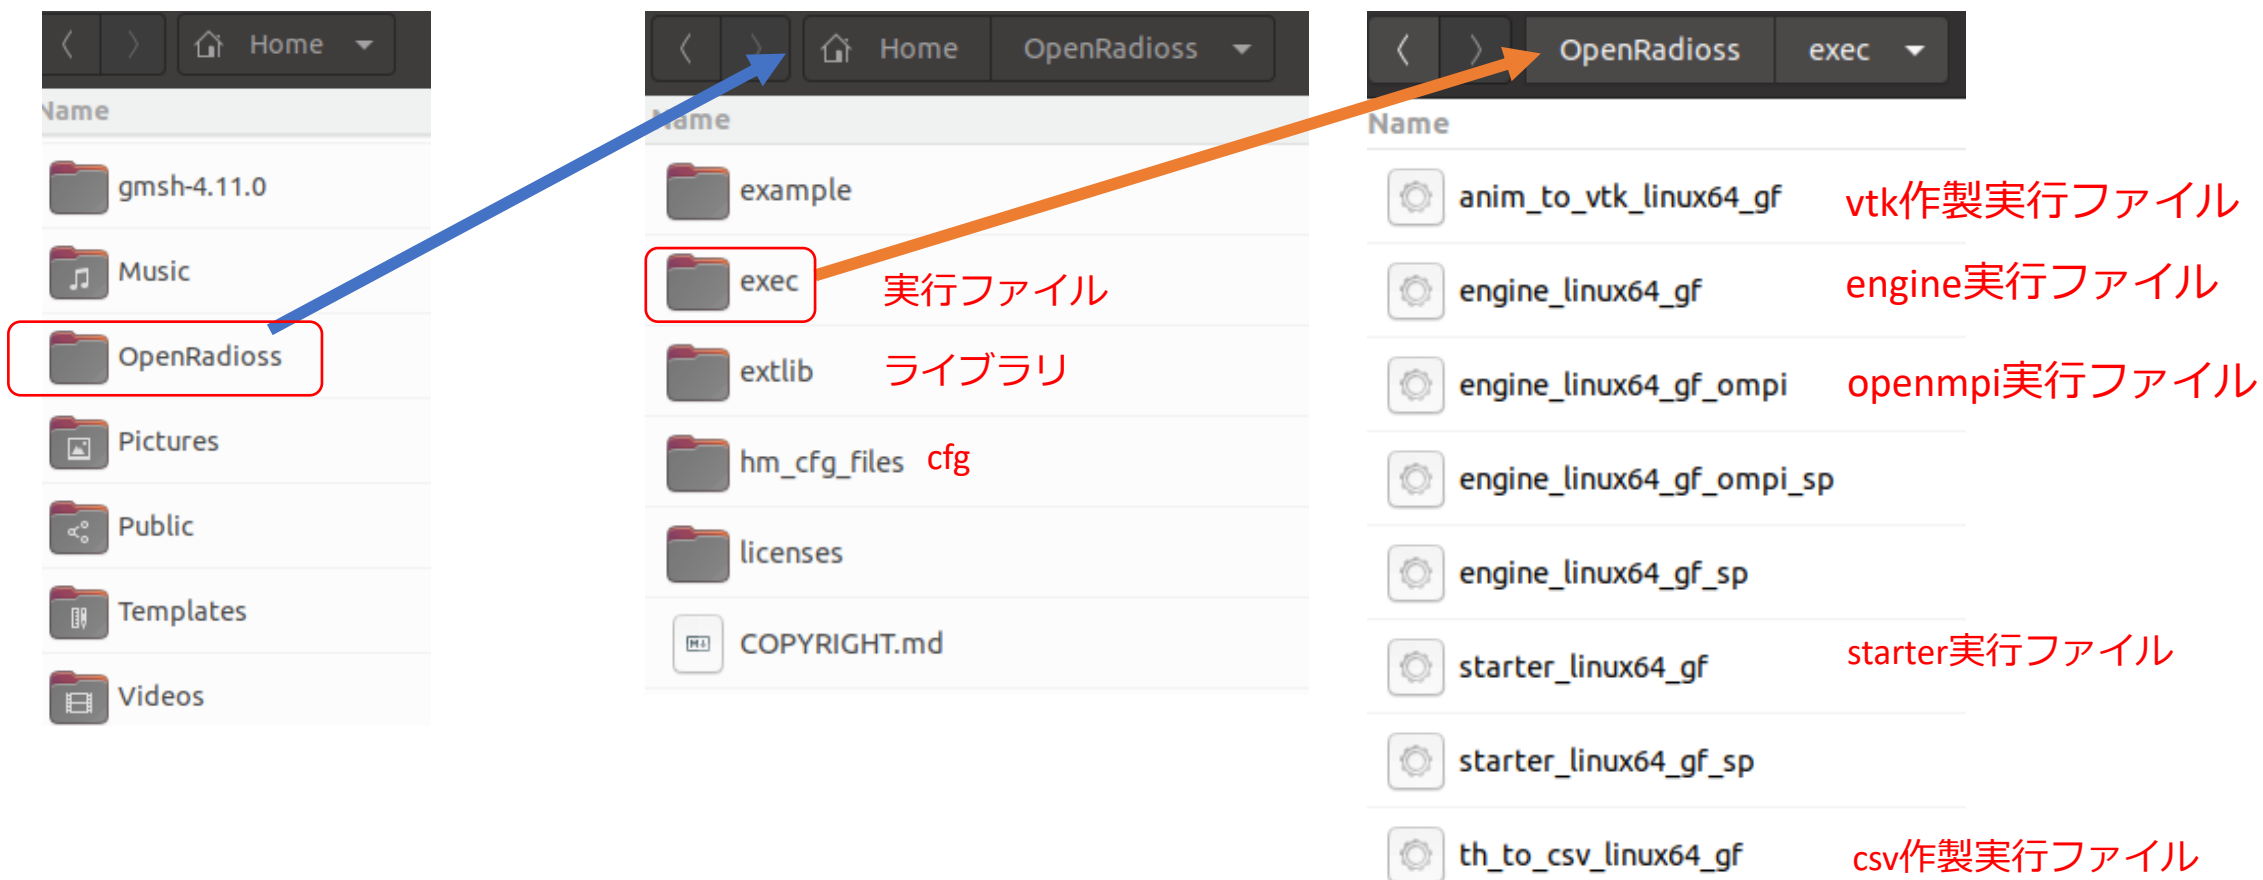 Home
Name
gmsh-4.11.0
Music
OpenRadioss
Pictures
Public
Templates
Videos
Home OpenRadioss
Name
example
exec 実行ファイル
extlib ライブラリ
hm_cfg_files cfg
licenses
COPYRIGHT.md
OpenRadioss exec
Name
anim_to_vtk_linux64_gf vtk作製実行ファイル
engine_linux64_gf engine実行ファイル
engine_linux64_gf_ompi openmpi実行ファイル
engine_linux64_gf_ompi_sp
engine_linux64_gf_sp
starter_linux64_gf starter実行ファイル
starter_linux64_gf_sp
th_to_csv_linux64_gf csv作製実行ファイル